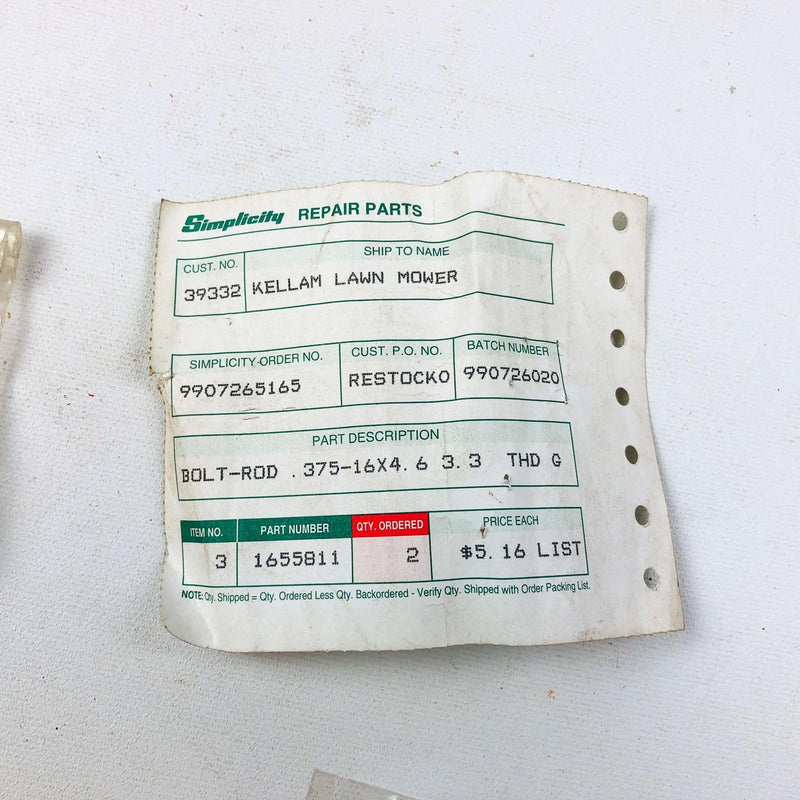 Simplicity REPAIR PARTS
CUST. NO. SHIP TO NAME
39332 KELLAM LAWN MOWER
SIMPLICITY-ORDER NO. CUST. P.O. NO. BATCH NUMBER
9907265165 RESTOCKO 990726020
PART DESCRIPTION
BOLT-ROD .375-16X4.6 3.3 THD G
ITEM NO. PART NUMBER QTY. ORDERED PRICE EACH
3 1655811 2 $5.16 LIST
NOTE: Qty. Shipped = Qty. Ordered Less Qty. Backordered - Verify Qty. Shipped with Order Packing List.